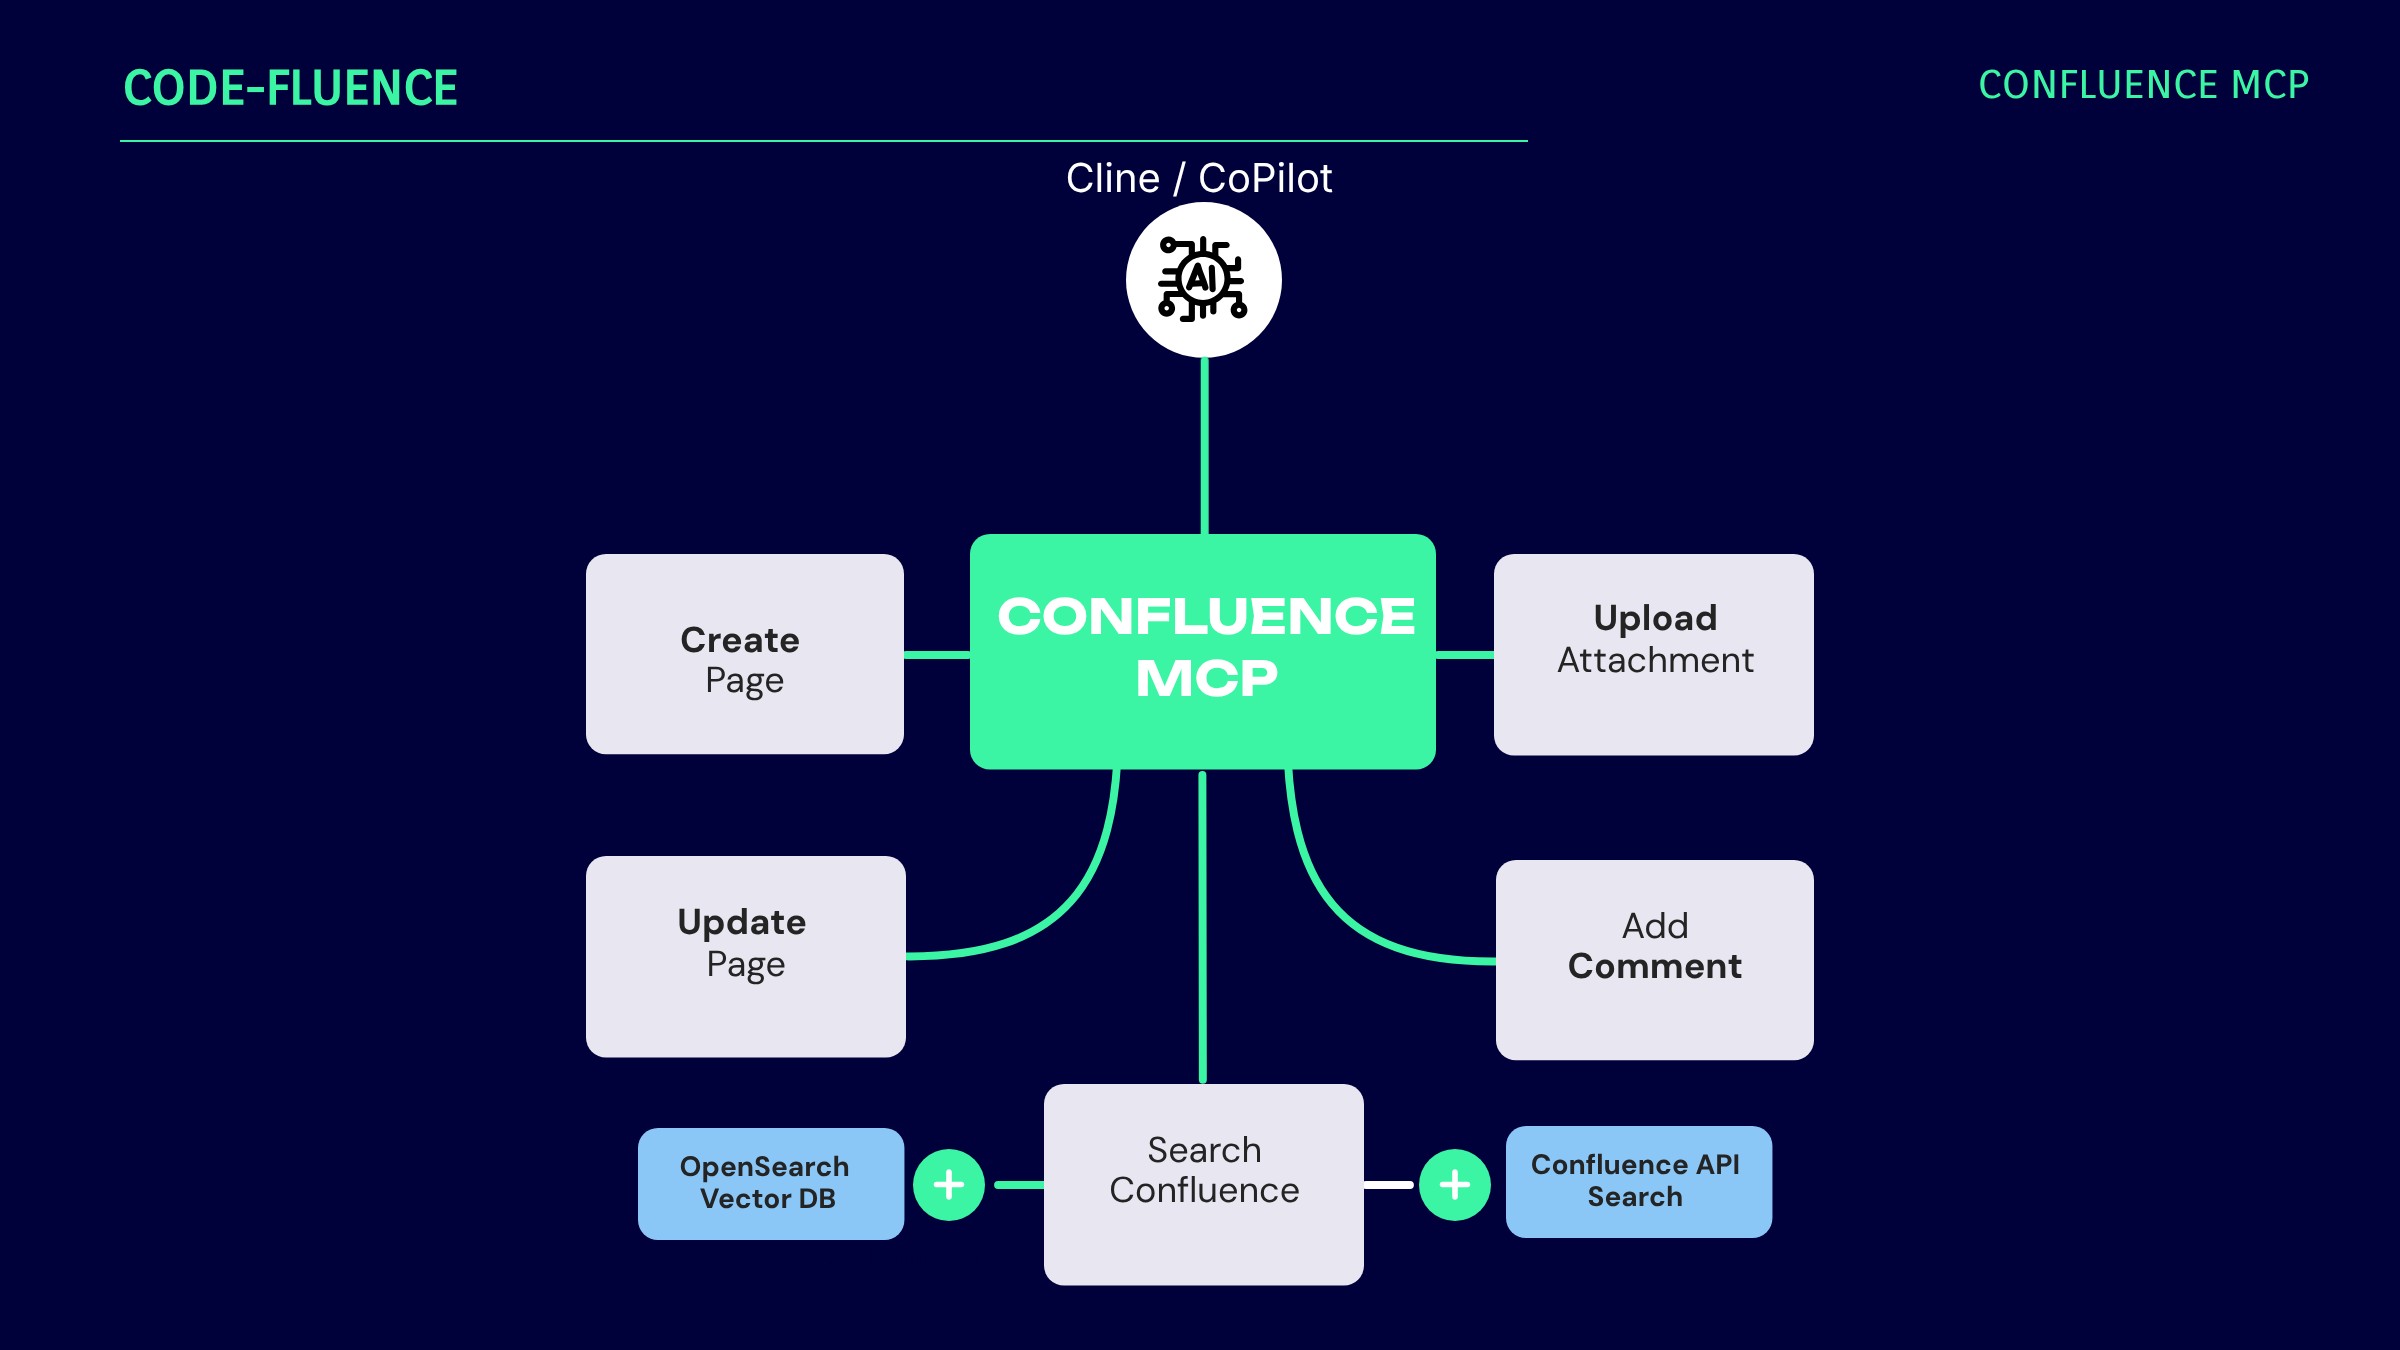 CODE-FLUENCE
CONFLUENCE MCP
Cline / CoPilot
AI
CONFLUENCE
MCP
Create
Page
Upload
Attachment
Update
Page
Add
Comment
Search
Confluence
OpenSearch
Vector DB
Confluence API
Search